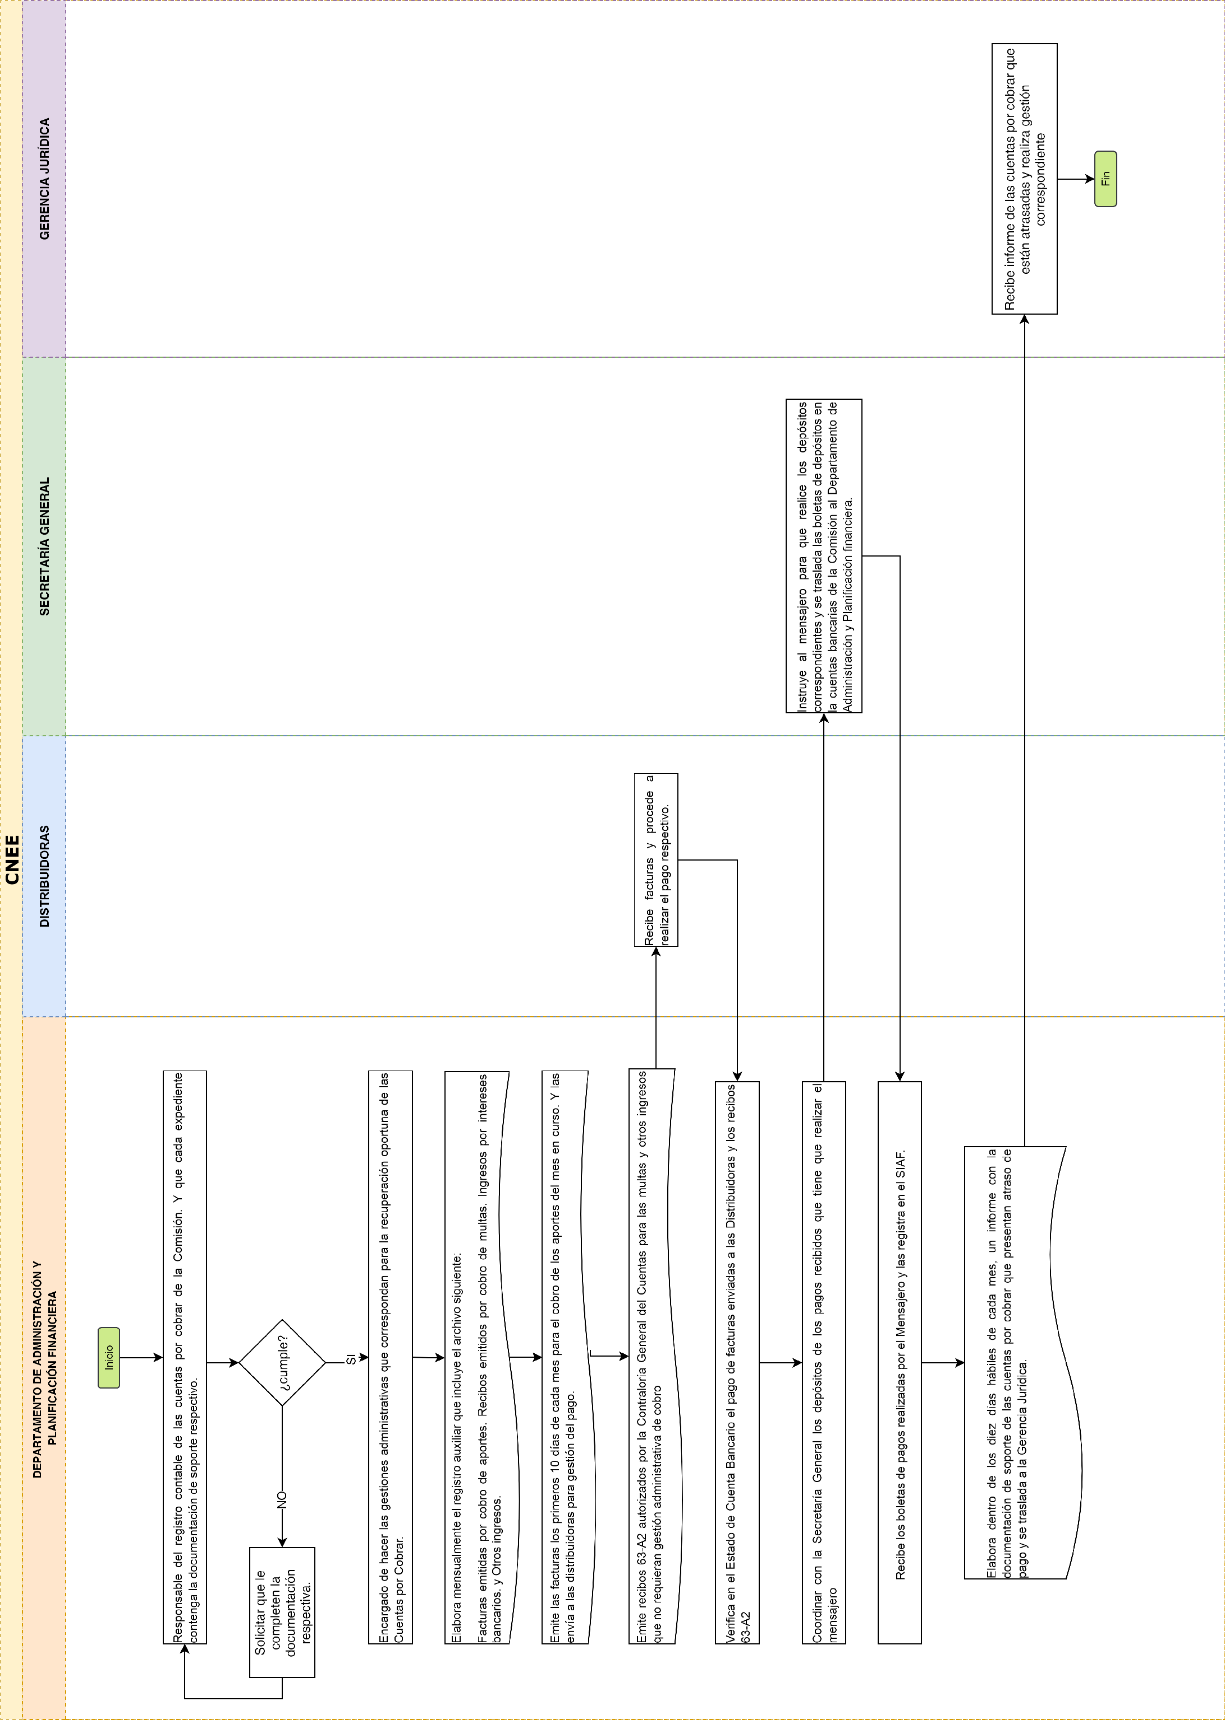 CNEE
DEPARTAMENTO DE ADMINISTRACIÓN Y
PLANIFICACIÓN FINANCIERA
DISTRIBUIDORAS
SECRETARÍA GENERAL
GERENCIA JURÍDICA
Inicio
Responsable del registro contable de las cuentas por cobrar de la Comisión. Y que cada expediente
contenga la documentación de soporte respectivo.
¿cumple?
NO
SI
Solicitar que le
completen la
documentación
respectiva.
Encargado de hacer las gestiones administrativas que correspondan para la recuperación oportuna de las
Cuentas por Cobrar.
Elabora mensualmente el registro auxiliar que incluye el archivo siguiente:
Facturas emitidas por cobro de aportes. Recibos emitidos por cobro de multas. Ingresos por intereses
bancarios. y Otros ingresos.
Emite las facturas los primeros 10 días de cada mes para el cobro de los aportes del mes en curso. Y las
envía a las distribuidoras para gestión del pago.
Emite recibos 63-A2 autorizados por la Contraloría General del Cuentas para las multas y otros ingresos
que no requieran gestión administrativa de cobro
Recibe facturas y procede a
realizar el pago respectivo.
Verifica en el Estado de Cuenta Bancario el pago de facturas enviadas a las Distribuidoras y los recibos
63-A2
Coordinar con la Secretaria General los depósitos de los pagos recibidos que tiene que realizar el
mensajero
Instruye al mensajero para que realice los depósitos
correspondientes y se traslada las boletas de depósitos en
la cuentas bancarias de la Comisión al Departamento de
Administración y Planificación financiera.
Recibe los boletas de pagos realizadas por el Mensajero y las registra en el SIAF.
Elabora dentro de los diez días hábiles de cada mes, un informe con la
documentación de soporte de las cuentas por cobrar que presentan atraso de
pago y se traslada a la Gerencia Jurídica.
Recibe informe de las cuentas por cobrar que
están atrasadas y realiza gestión
correspondiente
Fin